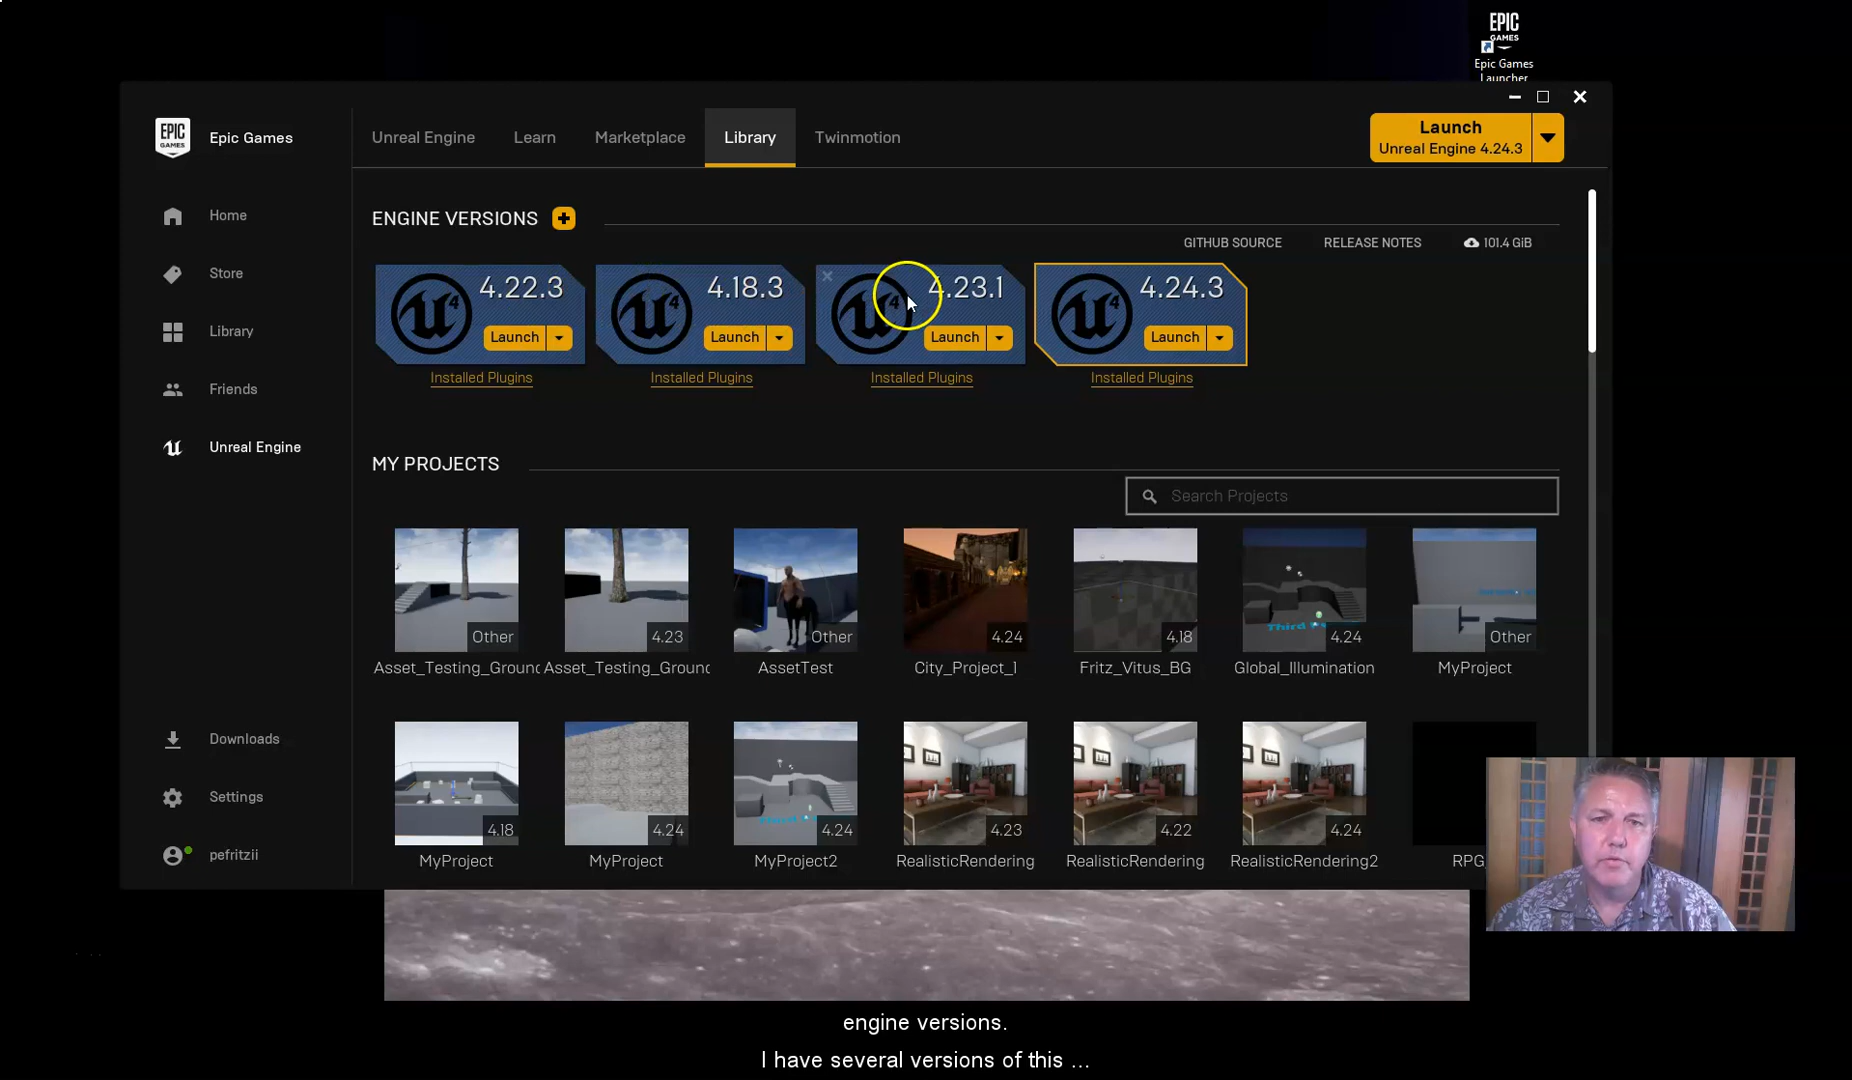 EPIC GAMES
Epic Games
Launcher
EPIC GAMES
Epic Games
Unreal Engine
Learn
Marketplace
Library
Twinmotion
Launch
Unreal Engine 4.24.3
Home
Store
Library
Friends
Unreal Engine
Downloads
Settings
pefritzii
ENGINE VERSIONS
GITHUB SOURCE
RELEASE NOTES
101.4 GiB
4.22.3
Launch
Installed Plugins
4.18.3
Launch
Installed Plugins
4.23.1
Launch
Installed Plugins
4.24.3
Launch
Installed Plugins
MY PROJECTS
Search Projects
Other
Asset_Testing_Ground
4.23
Asset_Testing_Ground
Other
AssetTest
4.24
City_Project_1
4.18
Fritz_Vitus_BG
4.24
Global_Illumination
Other
MyProject
4.18
MyProject
4.24
MyProject
4.24
MyProject2
4.23
RealisticRendering
4.22
RealisticRendering
4.24
RealisticRendering2
engine versions.
I have several versions of this ...